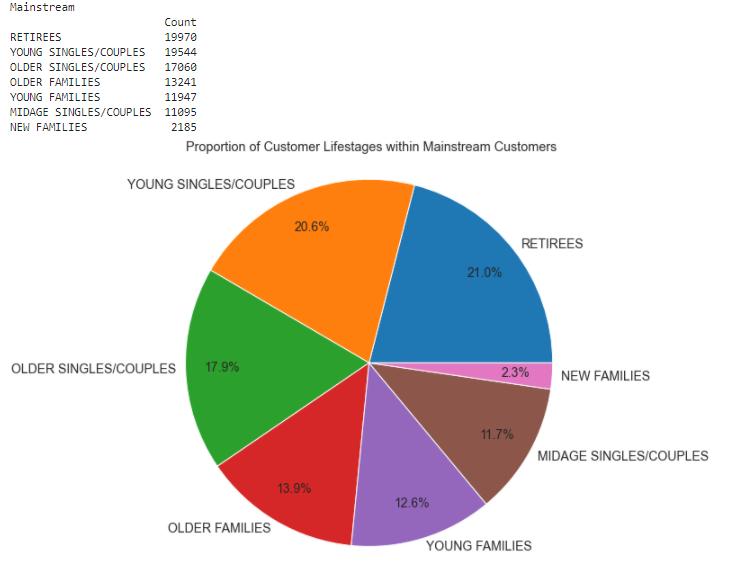 Mainstream
Count
RETIREES 19970
YOUNG SINGLES/COUPLES 19544
OLDER SINGLES/COUPLES 17060
OLDER FAMILIES 13241
YOUNG FAMILIES 11947
MIDAGE SINGLES/COUPLES 11095
NEW FAMILIES 2185
Proportion of Customer Lifestages within Mainstream Customers
YOUNG SINGLES/COUPLES
20.6%
RETIREES
21.0%
OLDER SINGLES/COUPLES
17.9%
2.3%
NEW FAMILIES
11.7%
MIDAGE SINGLES/COUPLES
13.9%
12.6%
OLDER FAMILIES
YOUNG FAMILIES